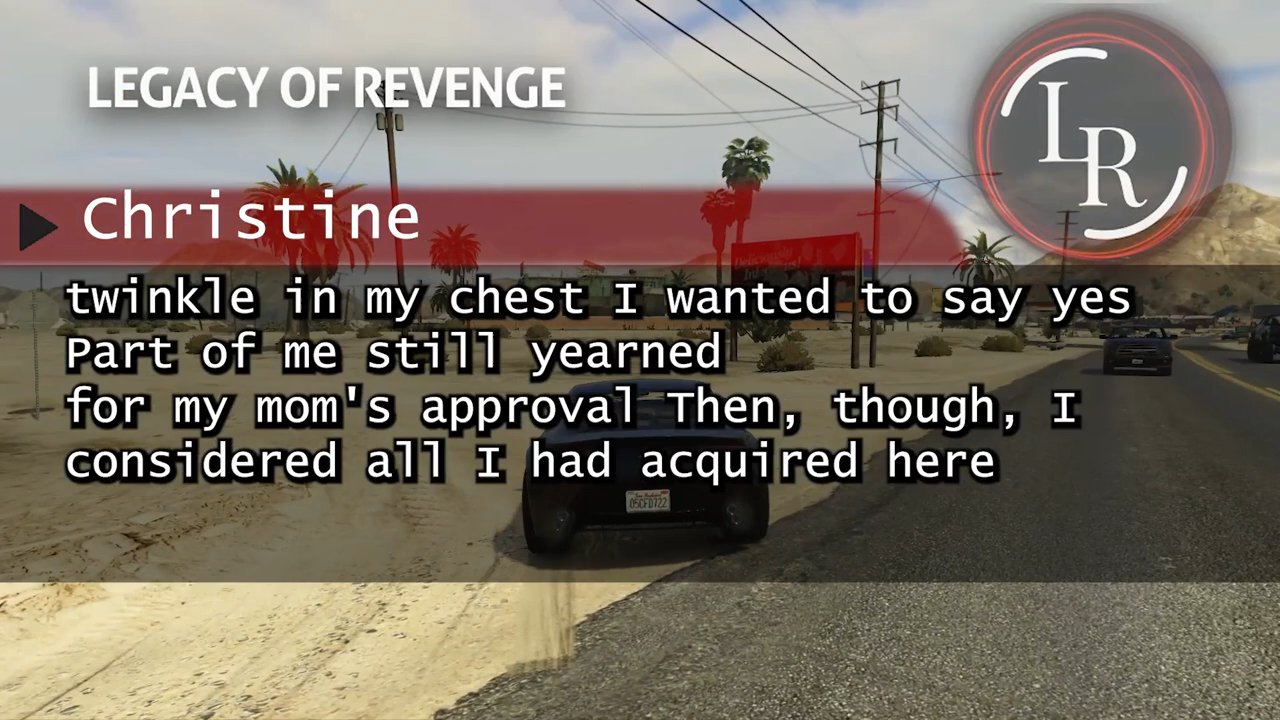 LEGACY OF REVENGE
LR
Christine
twinkle in my chest I wanted to say yes
Part of me still yearned
for my mom's approval Then, though, I
considered all I had acquired here
05CFD722